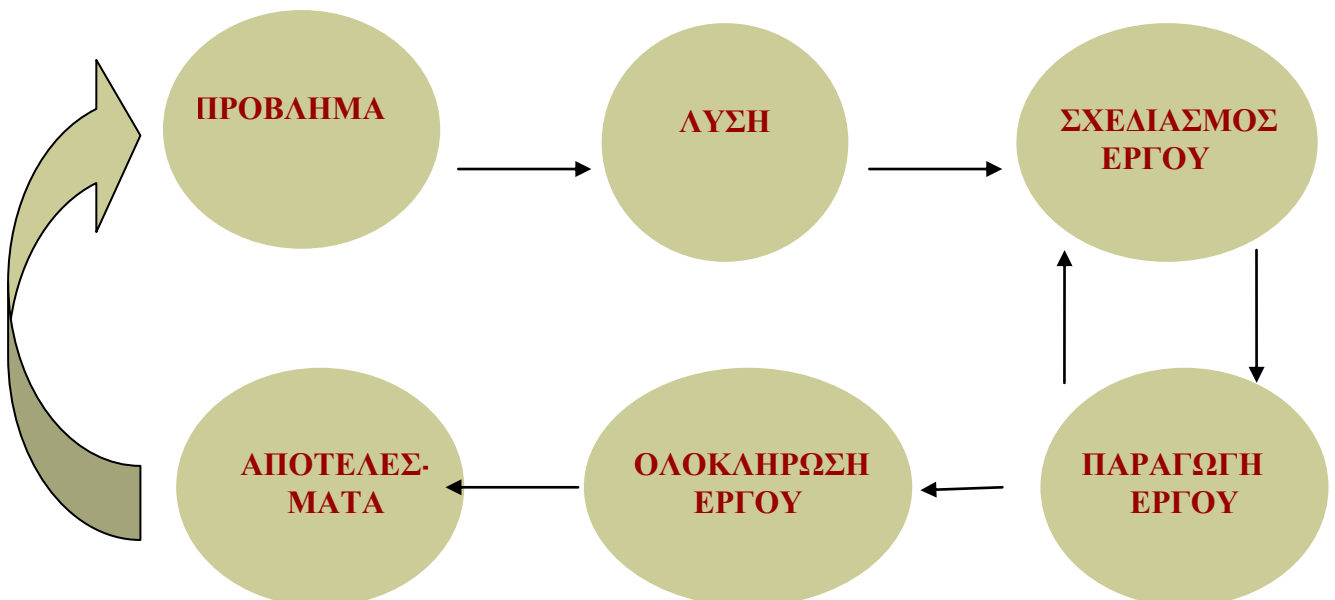 ΠΡΟΒΛΗΜΑ
ΛΥΣΗ
ΣΧΕΔΙΑΣΜΟΣ
ΕΡΓΟΥ
ΑΠΟΤΕΛΕΣ-
ΜΑΤΑ
ΟΛΟΚΛΗΡΩΣΗ
ΕΡΓΟΥ
ΠΑΡΑΓΩΓΗ
ΕΡΓΟΥ